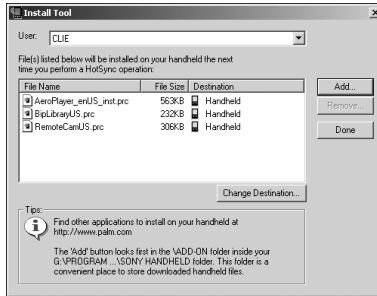 Install Tool
User: CLIE
File(s) listed below will be installed on your handheld the next
time you perform a HotSync operation:
File Name File Size Destination
AeroPlayer_enUS_inst.prc 563KB Handheld
BipLibraryUS.prc 232KB Handheld
RemoteCamUS.prc 306KB Handheld
Add...
Remove...
Done
Change Destination...
Tips:
Find other applications to install on your handheld at
http://www.palm.com
The 'Add' button looks first in the \ADD-ON folder inside your
G:\PROGRAM ...\SONY HANDHELD folder. This folder is a
convenient place to store downloaded handheld files.